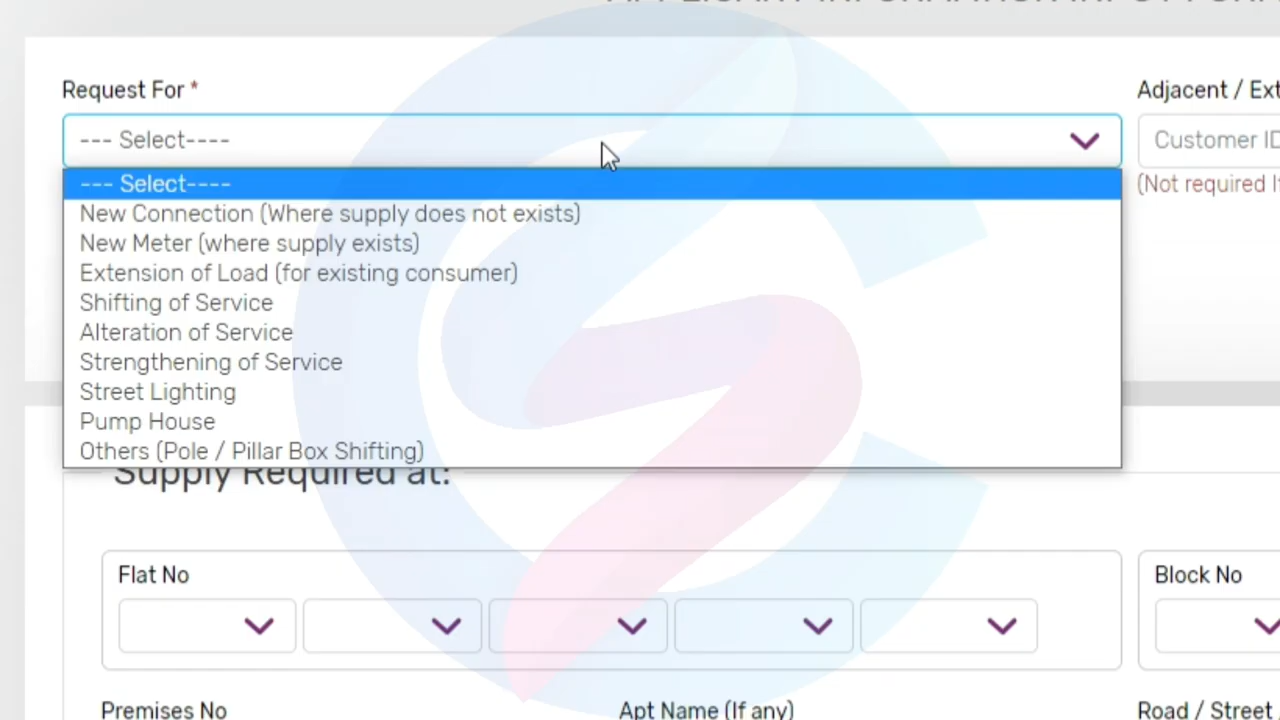 Request For *
Adjacent / Ext
--- Select----
Customer ID
--- Select----
(Not required I
New Connection (Where supply does not exists)
New Meter (where supply exists)
Extension of Load (for existing consumer)
Shifting of Service
Alteration of Service
Strengthening of Service
Street Lighting
Pump House
Others (Pole / Pillar Box Shifting)
Supply Required at:
Flat No
Block No
Premises No
Apt Name (If any)
Road / Street